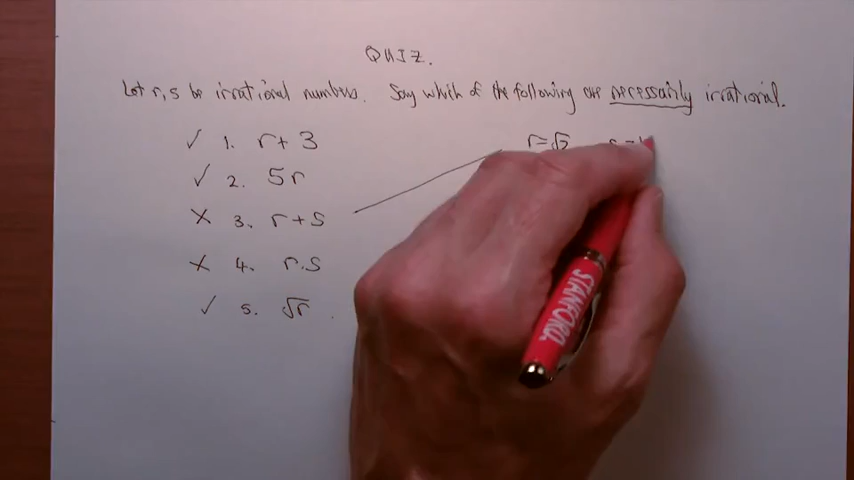 QUIZ.
Let r, s be irrational numbers. Say which of the following are necessarily irrational.
✓ 1. r + 3
✓ 2. 5r
✗ 3. r + s
✗ 4. r.s
✓ 5. √r .
r=√2
STANFORD